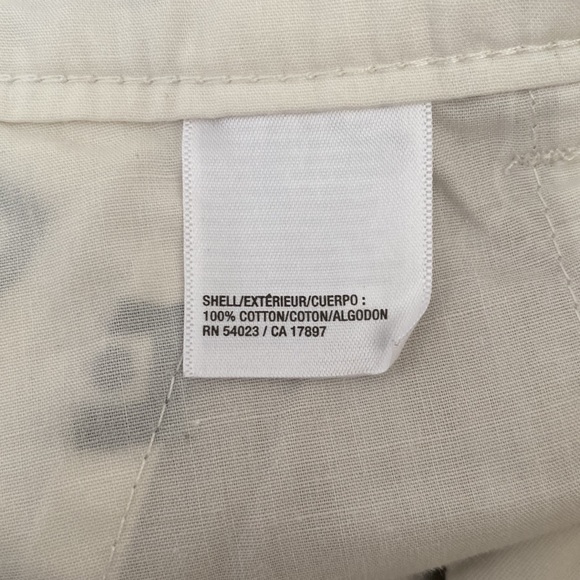 SHELL/EXTÉRIEUR/CUERPO :
100% COTTON/COTON/ALGODON
RN 54023 / CA 17897